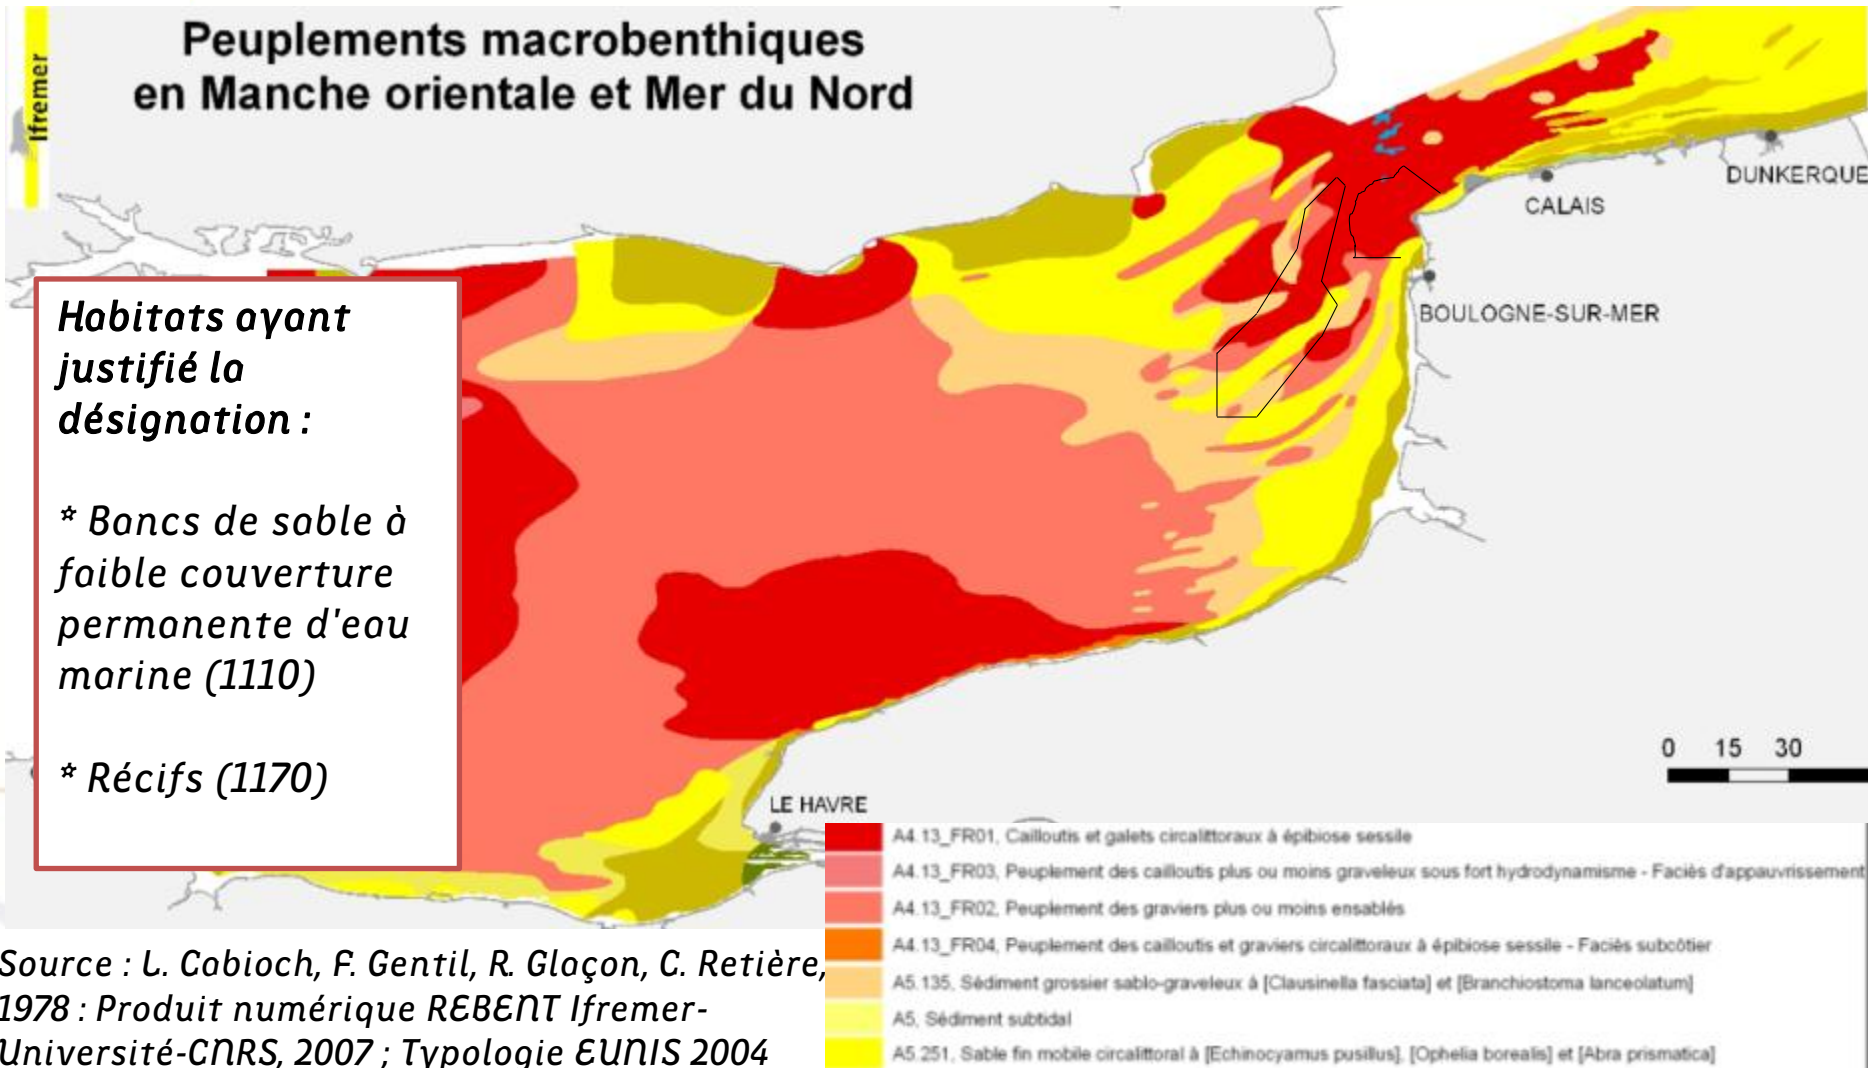 Peuplements macrobenthiques
en Manche orientale et Mer du Nord
Ifremer
DUNKERQUE
CALAIS
BOULOGNE-SUR-MER
Habitats ayant
justifié la
désignation :
* Bancs de sable à
faible couverture
permanente d'eau
marine (1110)
* Récifs (1170)
0 15 30
LE HAVRE
A4.13_FR01, Cailloutis et galets circalittoraux à épibiose sessile
A4.13_FR03, Peuplement des cailloutis plus ou moins graveleux sous fort hydrodynamisme - Faciès d'appauvrissement
A4.13_FR02, Peuplement des graviers plus ou moins ensablés
A4.13_FR04, Peuplement des cailloutis et graviers circalittoraux à épibiose sessile - Faciès subcôtier
A5.135, Sédiment grossier sablo-graveleux à [Clausinella fasciata] et [Branchiostoma lanceolatum]
A5, Sédiment subtidal
A5.251, Sable fin mobile circalittoral à [Echinocyamus pusillus], [Ophelia borealis] et [Abra prismatica]
Source : L. Cabioch, F. Gentil, R. Glaçon, C. Retière,
1978 : Produit numérique REBENT Ifremer-
Université-CNRS, 2007 ; Typologie EUNIS 2004